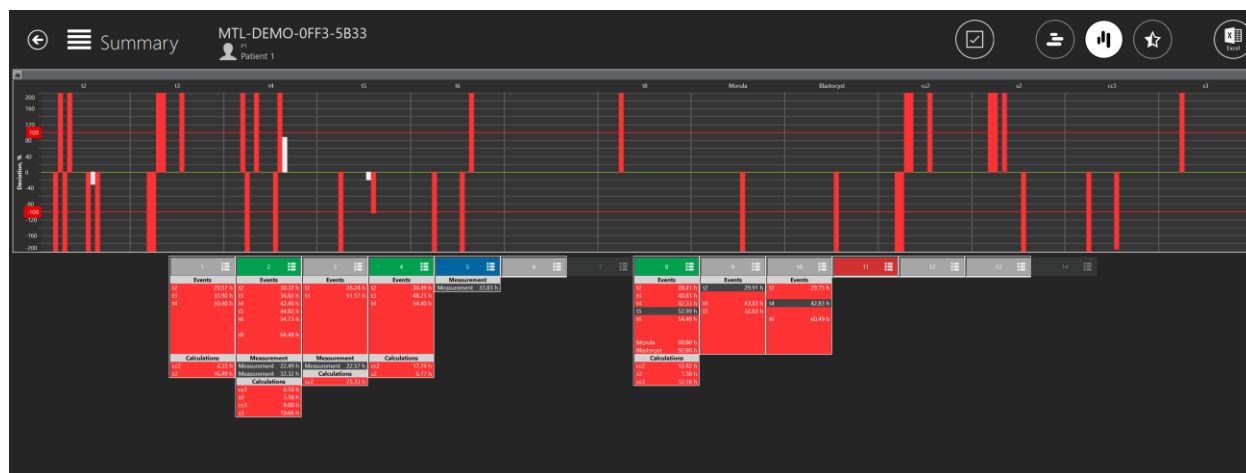 Summary
MTL-DEMO-0FF3-5B33
P1
Patient 1
Excel
t2 t3 t4 t5 t6 t8 Morula Blastocyst cc2 s2 cc3 s3
Deviation, %
200
160
120
100
80
40
0
-40
-80
-100
-120
-160
-200
1 2 3 4 5 6 7 8 9 10 11 12 13 14
Events
t2 29.57 h
t3 33.90 h
t4 50.40 h
Calculations
cc2 4.33 h
s2 16.49 h
Events
t2 30.32 h
t3 36.82 h
t4 42.40 h
t5 44.82 h
t6 54.73 h
t8 64.48 h
Measurement
Measurement 22.49 h
Measurement 32.32 h
Calculations
cc2 6.50 h
s2 5.58 h
cc3 8.00 h
s3 19.66 h
Events
t2 26.24 h
t3 51.57 h
Measurement
Measurement 22.57 h
Calculations
cc2 25.33 h
Events
t2 30.49 h
t3 48.23 h
t4 54.40 h
Calculations
cc2 17.74 h
s2 6.17 h
Measurement
Measurement 33.83 h
Events
t2 28.41 h
t3 40.83 h
t4 42.33 h
t5 52.99 h
t6 54.49 h
Morula 80.80 h
Blastocyst 92.80 h
Calculations
cc2 12.42 h
s2 1.50 h
cc3 12.16 h
Events
t2 29.91 h
t4 43.83 h
t5 52.82 h
Events
t2 29.75 h
t4 42.83 h
t6 60.49 h